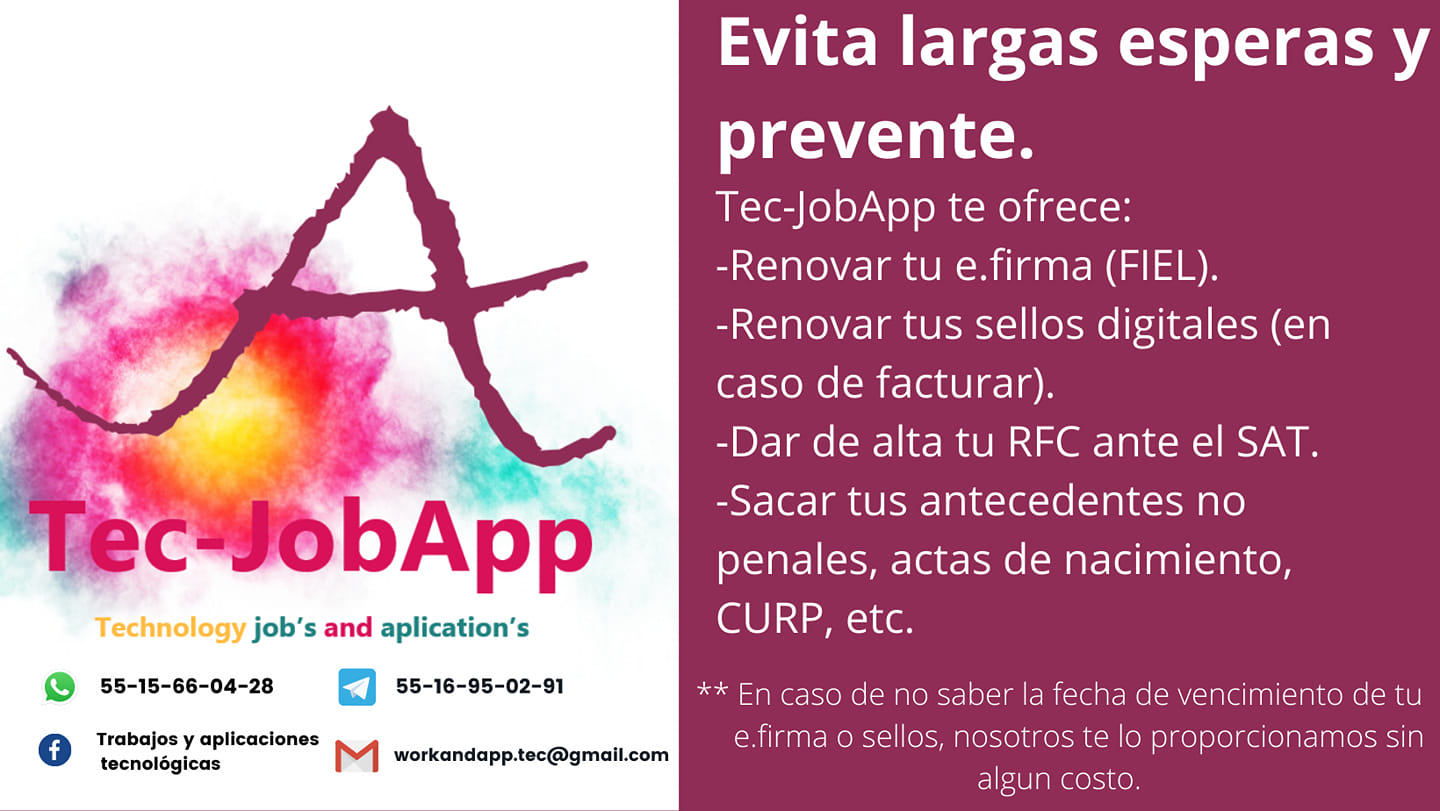 Tec-JobApp
Technology job's and aplication's
55-15-66-04-28
55-16-95-02-91
Trabajos y aplicaciones
tecnológicas
workandapp.tec@gmail.com
Evita largas esperas y
prevente.
Tec-JobApp te ofrece:
-Renovar tu e.firma (FIEL).
-Renovar tus sellos digitales (en
caso de facturar).
-Dar de alta tu RFC ante el SAT.
-Sacar tus antecedentes no
penales, actas de nacimiento,
CURP, etc.
** En caso de no saber la fecha de vencimiento de tu
e.firma o sellos, nosotros te lo proporcionamos sin
algun costo.